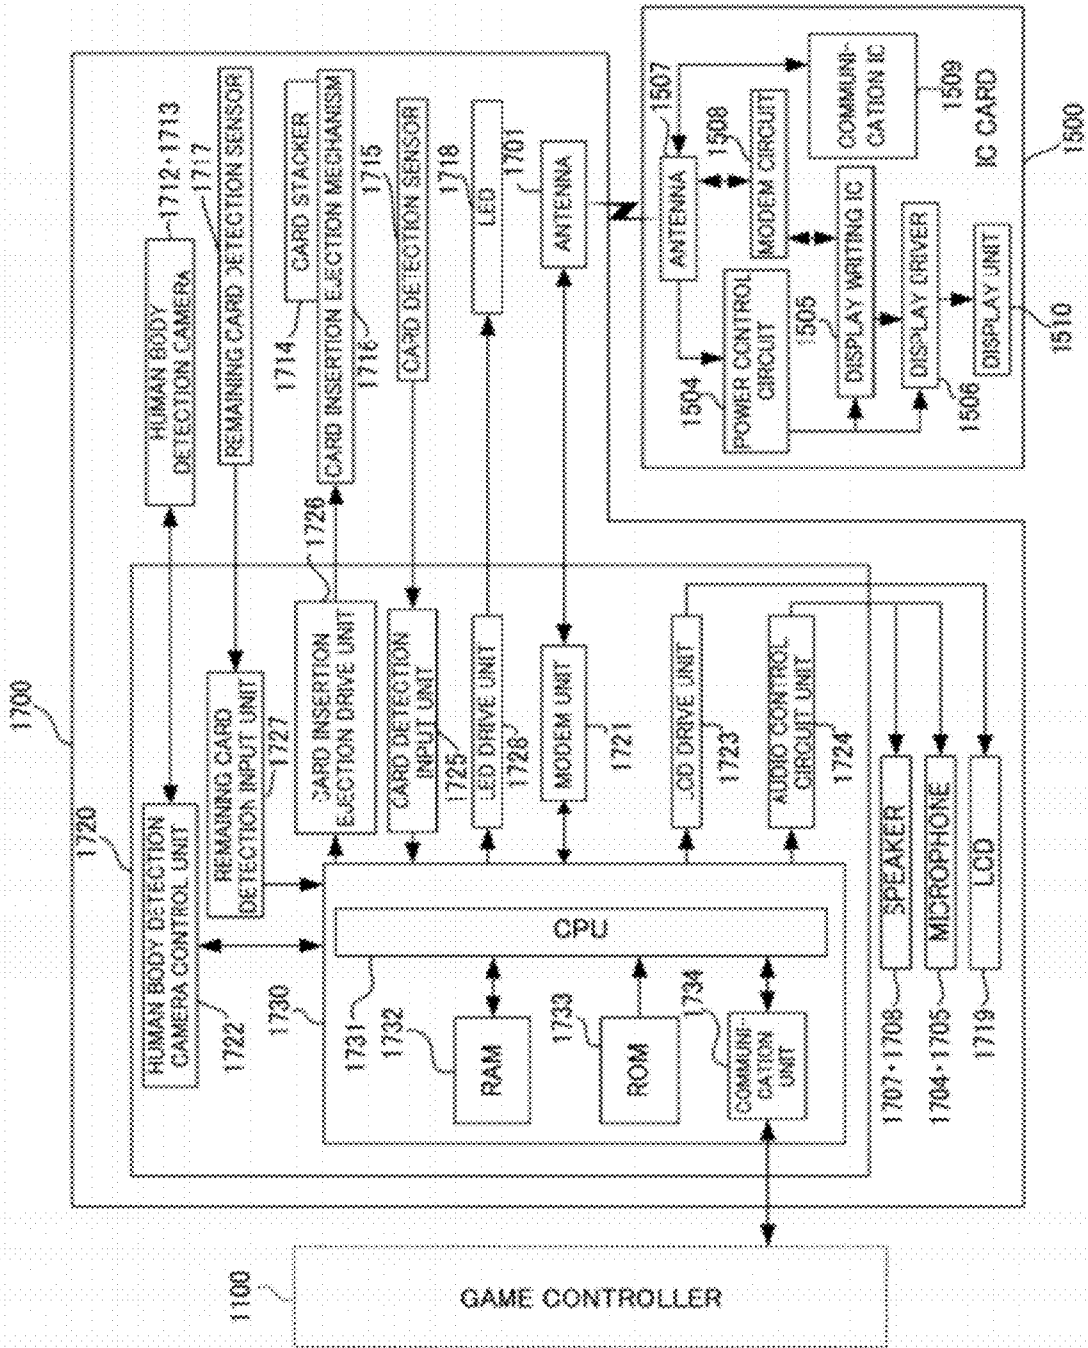 1100
GAME CONTROLLER
1700
1720
HUMAN BODY DETECTION
CAMERA CONTROL UNIT
1722
HUMAN BODY
DETECTION CAMERA
1712・1713
REMAINING CARD
DETECTION INPUT UNIT
1727
REMAINING CARD DETECTION SENSOR
1717
1730
CARD INSERTION
EJECTION DRIVE UNIT
1726
1714
CARD STACKER
CARD INSERTION EJECTION MECHANISM
1716
1731
CPU
CARD DETECTION
INPUT UNIT
1725
CARD DETECTION SENSOR
1715
1732
RAM
LED DRIVE UNIT
1728
LED
1718
1733
ROM
MODEM UNIT
1721
ANTENNA
1701
1734
COMMUNI-
CATION
UNIT
LCD DRIVE UNIT
1723
AUDIO CONTROL
CIRCUIT UNIT
1724
1707・1708
SPEAKER
1704・1705
MICROPHONE
1719
LCD
ANTENNA
1507
1504
POWER CONTROL
CIRCUIT
MODEM CIRCUIT
1508
COMMUNI-
CATION IC
1509
1505
DISPLAY WRITING IC
1506
DISPLAY DRIVER
1510
DISPLAY UNIT
IC CARD
1500